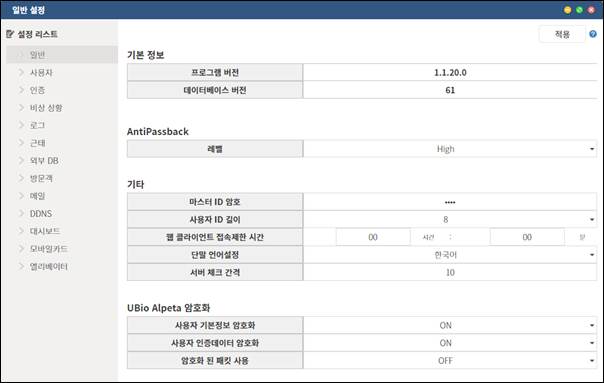 일반 설정
설정 리스트
적용
일반
사용자
인증
비상 상황
로그
근태
외부 DB
방문객
메일
DDNS
대시보드
모바일카드
엘리베이터
기본 정보
프로그램 버전 1.1.20.0
데이터베이스 버전 61
AntiPassback
레벨 High
기타
마스터 ID 암호 ••••
사용자 ID 길이 8
웹 클라이언트 접속제한 시간 00 시간 : 00 분
단말 언어설정 한국어
서버 체크 간격 10
UBio Alpeta 암호화
사용자 기본정보 암호화 ON
사용자 인증데이터 암호화 ON
암호화 된 패킷 사용 OFF